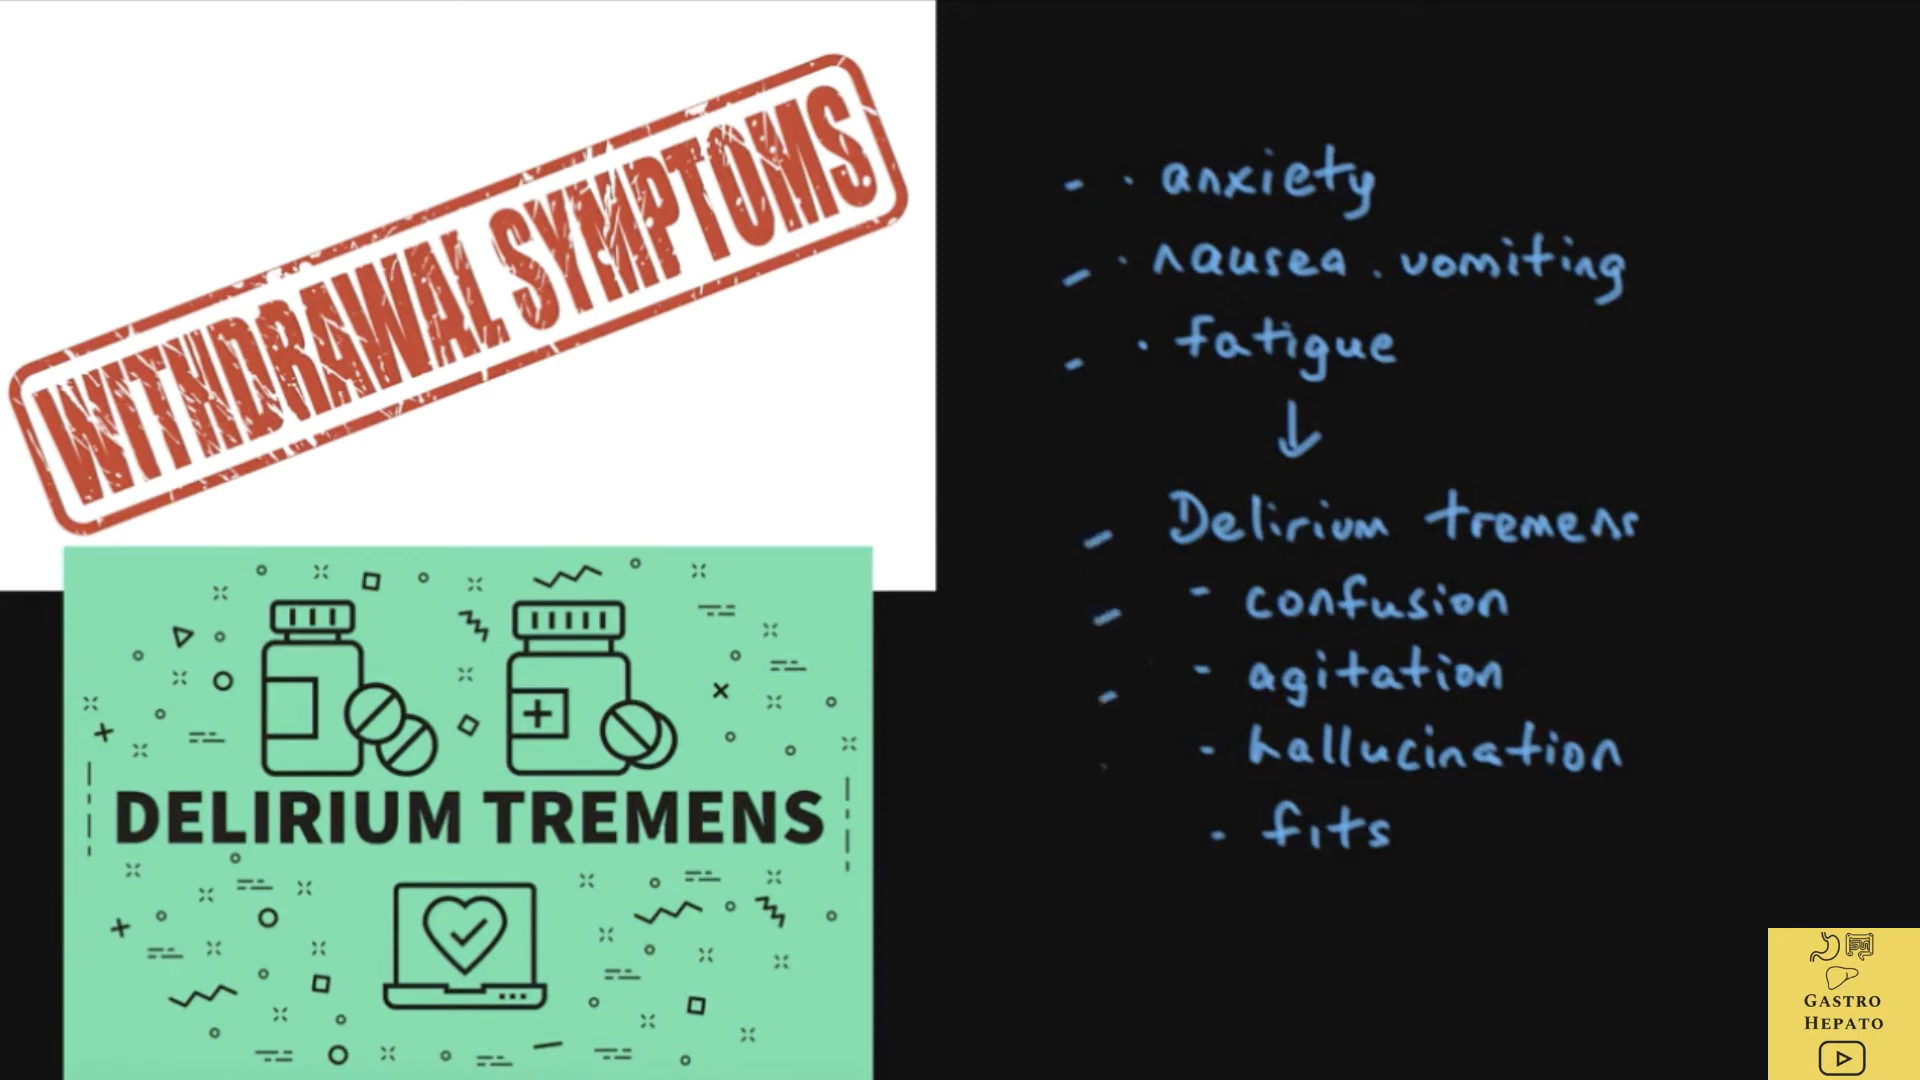 WITHDRAWAL SYMPTOMS
DELIRIUM TREMENS
- · anxiety
- · nausea . vomiting
- · fatigue
↓
- Delirium tremens
- - confusion
- - agitation
- hallucination
- fits
GASTRO
HEPATO